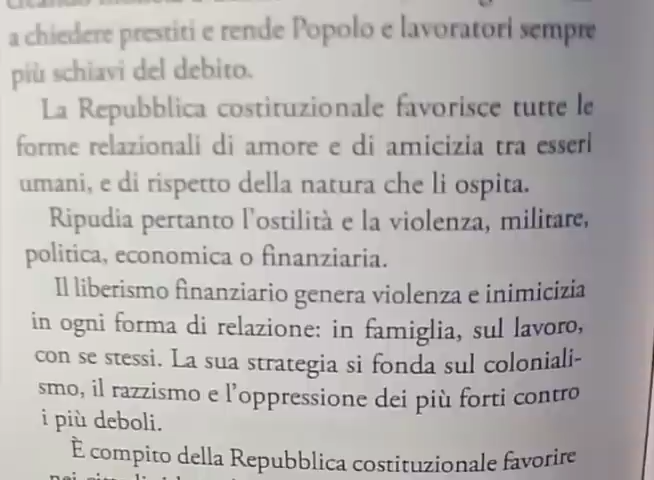 a chiedere prestiti e rende Popolo e lavoratori sempre
più schiavi del debito.
La Repubblica costituzionale favorisce tutte le
forme relazionali di amore e di amicizia tra esseri
umani, e di rispetto della natura che li ospita.
Ripudia pertanto l'ostilità e la violenza, militare,
politica, economica o finanziaria.
Il liberismo finanziario genera violenza e inimicizia
in ogni forma di relazione: in famiglia, sul lavoro,
con se stessi. La sua strategia si fonda sul coloniali-
smo, il razzismo e l'oppressione dei più forti contro
i più deboli.
È compito della Repubblica costituzionale favorire